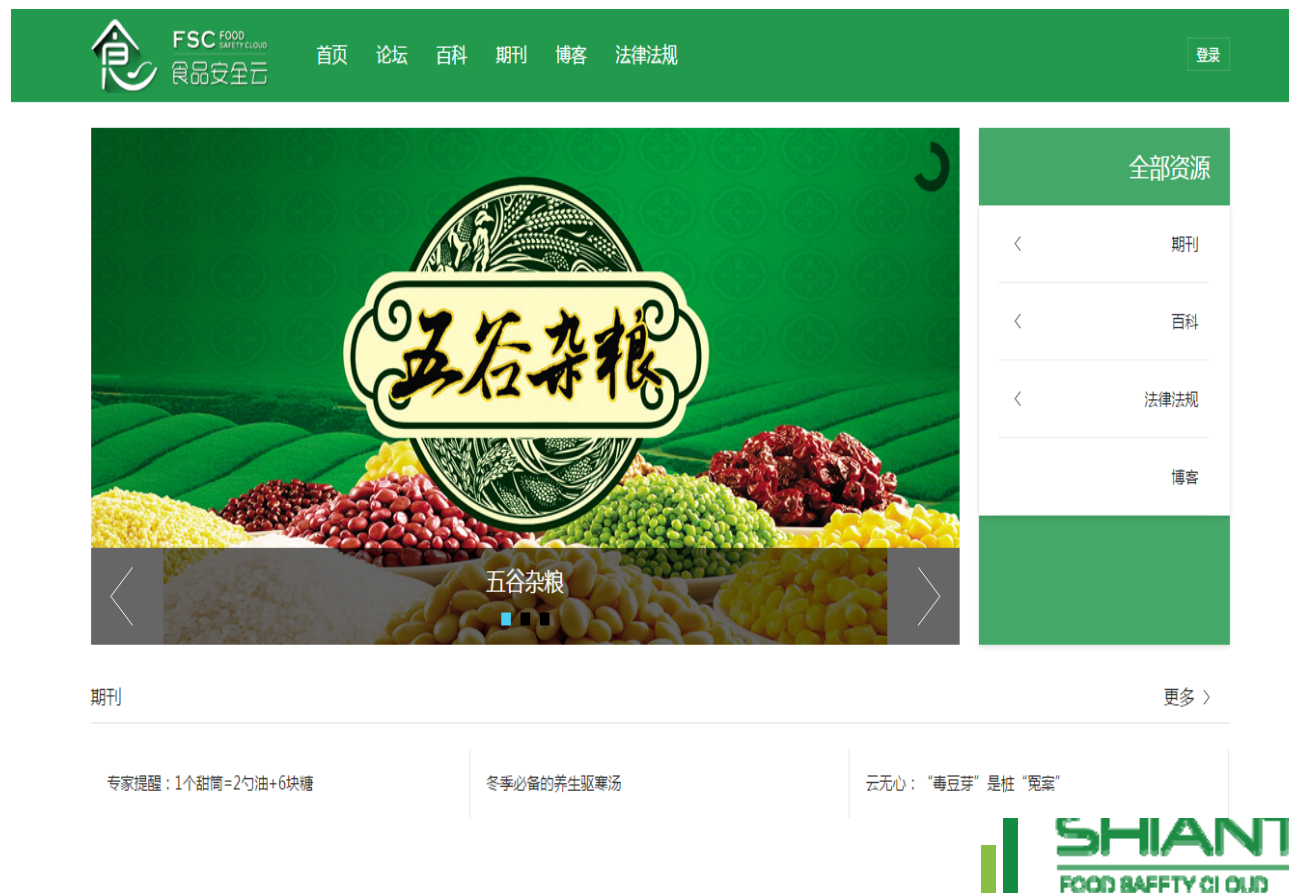 FSC FOOD SAFETY CLOUD
食品安全云
首页 论坛 百科 期刊 博客 法律法规
登录
五谷杂粮
五谷杂粮
全部资源
期刊
百科
法律法规
博客
期刊
更多
专家提醒：1个甜筒=2勺油+6块糖
冬季必备的养生驱寒汤
云无心：“毒豆芽”是桩“冤案”
SHIANT
FOOD SAFETY CLOUD